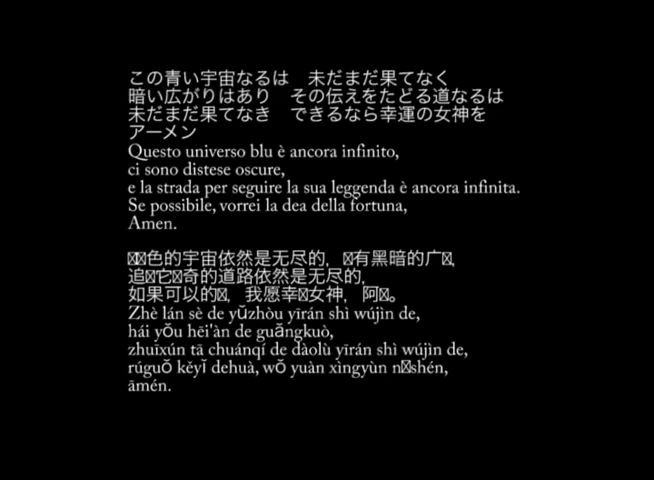 この青い宇宙なるは　未だまだ果てなく
暗い広がりはあり　その伝えをたどる道なるは
未だまだ果てなき　できるなら幸運の女神を
アーメン
Questo universo blu è ancora infinito,
ci sono distese oscure,
e la strada per seguire la sua leggenda è ancora infinita.
Se possibile, vorrei la dea della fortuna,
Amen.
色的宇宙依然是无尽的, 有黑暗的广,
追它奇的道路依然是无尽的,
如果可以的, 我愿幸女神, 阿。
Zhè lán sè de yǔzhòu yīrán shì wújìn de,
hái yǒu hēi'àn de guǎngkuò,
zhuīxún tā chuánqí de dàolù yīrán shì wújìn de,
rúguǒ kěyǐ dehuà, wǒ yuàn xìngyùn nshén,
āmén.